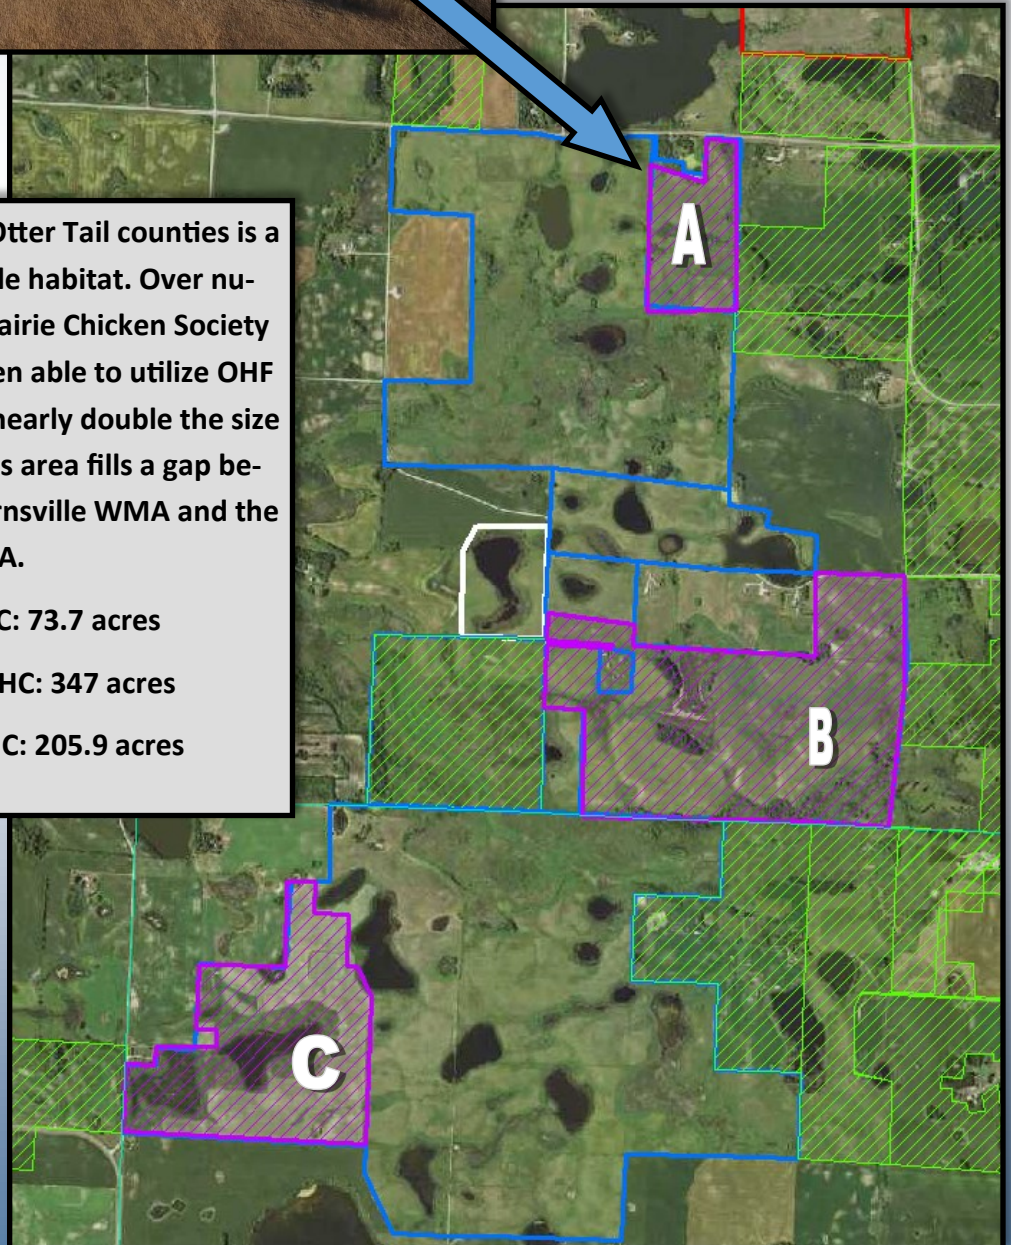 Otter Tail counties is a
le habitat. Over nu-
airie Chicken Society
en able to utilize OHF
nearly double the size
s area fills a gap be-
rnsville WMA and the
A.
C: 73.7 acres
HC: 347 acres
C: 205.9 acres
A
B
C